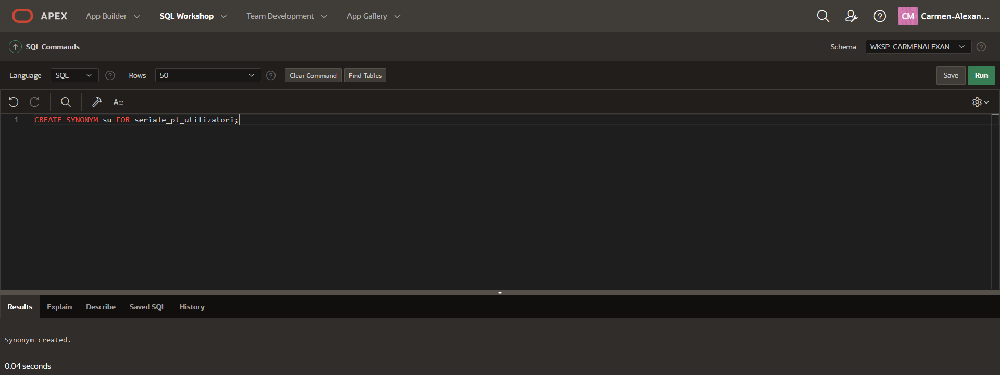 APEX App Builder SQL Workshop Team Development App Gallery CM Carmen-Alexan...
SQL Commands Schema WKSP_CARMENALEXAN
Language SQL Rows 50 Clear Command Find Tables Save Run
A::
1 CREATE SYNONYM su FOR seriale_pt_utilizatori;
Results Explain Describe Saved SQL History
Synonym created.
0.04 seconds